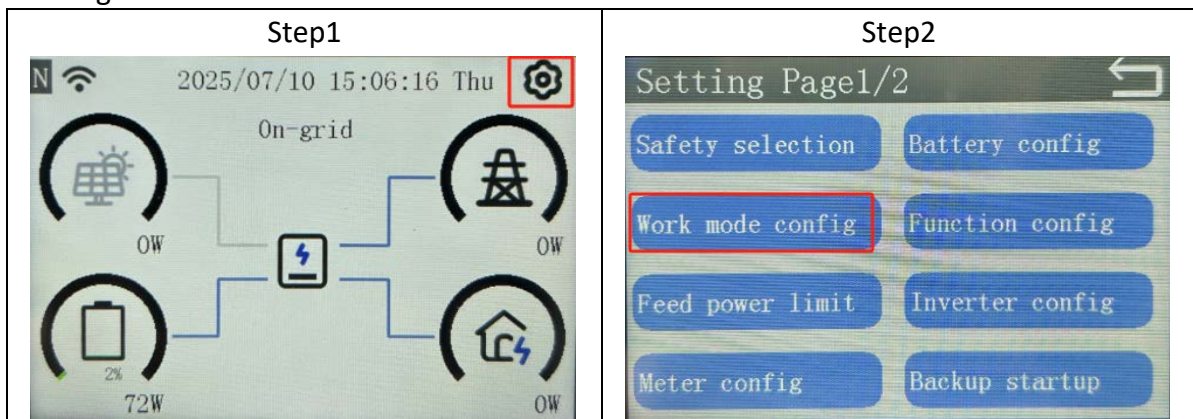 Step1
Step2
N 2025/07/10 15:06:16 Thu
On-grid
0W
0W
2%
72W
0W
Setting Page1/2
Safety selection
Battery config
Work mode config
Function config
Feed power limit
Inverter config
Meter config
Backup startup